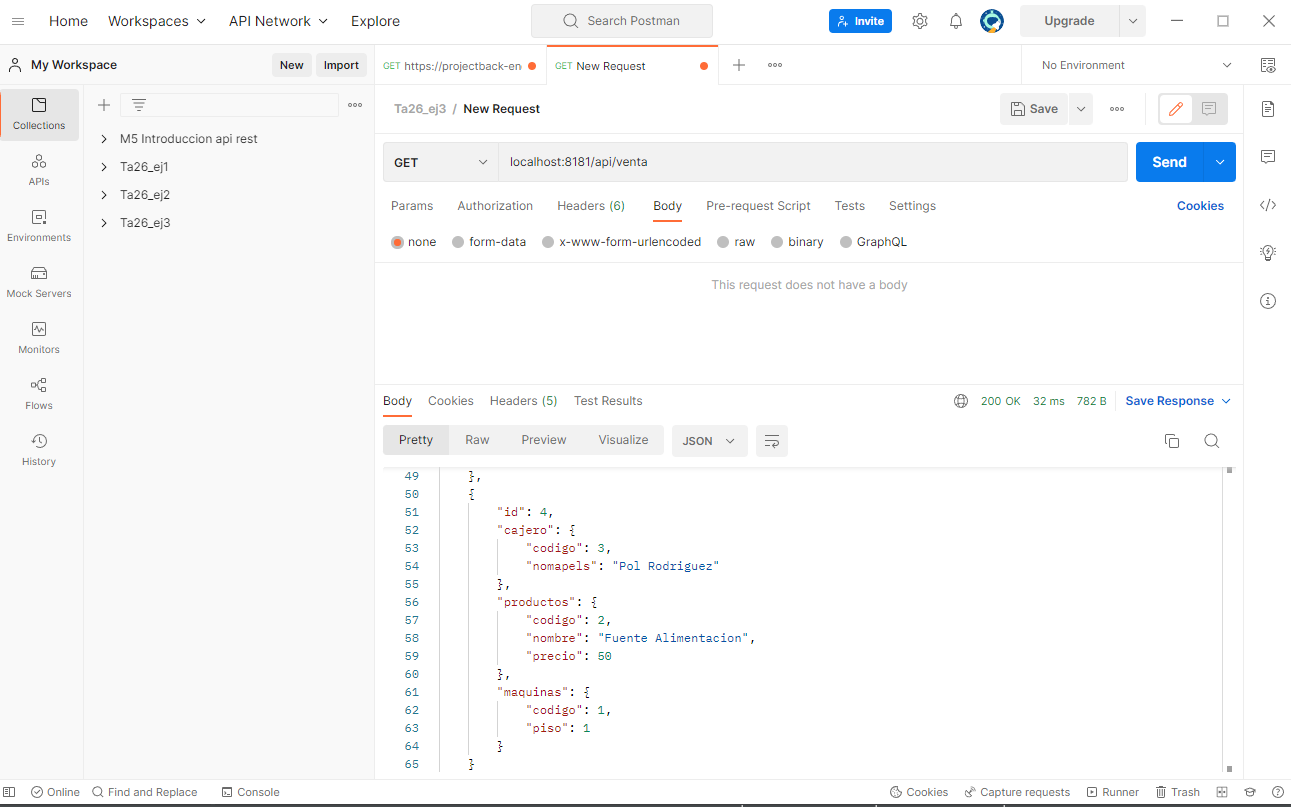 Home Workspaces API Network Explore Search Postman Invite Upgrade
My Workspace New Import GET https://projectback-en GET New Request No Environment
Ta26_ej3 / New Request Save
Collections
APIs
Environments
Mock Servers
Monitors
Flows
History
M5 Introduccion api rest
Ta26_ej1
Ta26_ej2
Ta26_ej3
GET localhost:8181/api/venta Send
Params Authorization Headers (6) Body Pre-request Script Tests Settings Cookies
none form-data x-www-form-urlencoded raw binary GraphQL
This request does not have a body
Body Cookies Headers (5) Test Results 200 OK 32 ms 782 B Save Response
Pretty Raw Preview Visualize JSON
49 },
50 {
51 "id": 4,
52 "cajero": {
53 "codigo": 3,
54 "nomapels": "Pol Rodriguez"
55 },
56 "productos": {
57 "codigo": 2,
58 "nombre": "Fuente Alimentacion",
59 "precio": 50
60 },
61 "maquinas": {
62 "codigo": 1,
63 "piso": 1
64 }
65 }
Online Find and Replace Console Cookies Capture requests Runner Trash